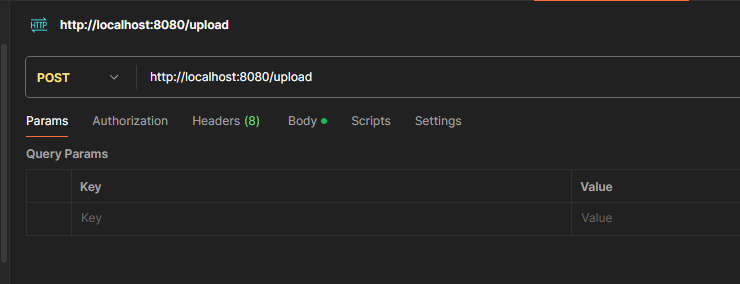 HTTP http://localhost:8080/upload
POST http://localhost:8080/upload
Params Authorization Headers (8) Body Scripts Settings
Query Params
Key Value
Key Value